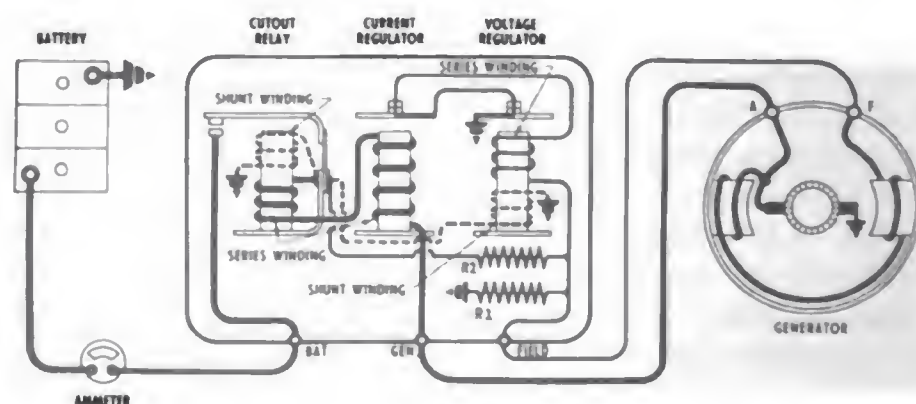 BATTERY
CUTOUT
RELAY
CURRENT
REGULATOR
VOLTAGE
REGULATOR
SERIES WINDING
SHUNT WINDING
SERIES WINDING
SHUNT WINDING
R2
R1
A
F
GENERATOR
BAT
GEN
FIELD
AMMETER